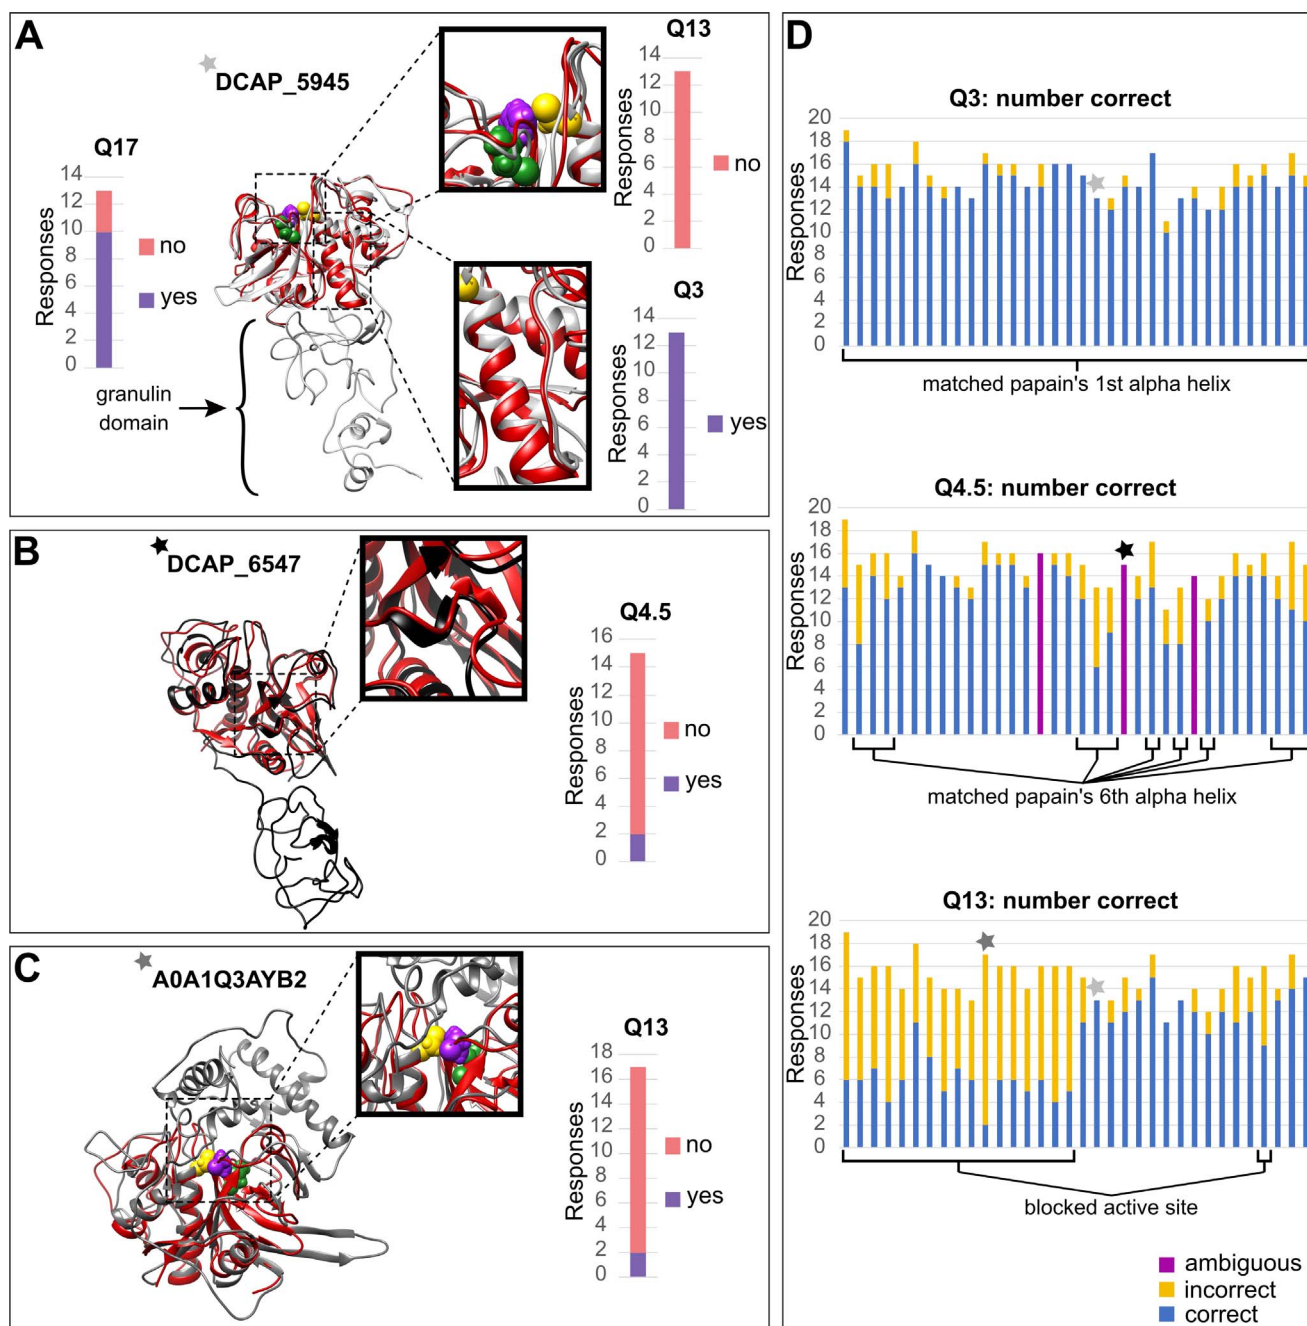 A
DCAP_5945
Q17
14
12
10
8
6
4
2
0
Responses
no
yes
granulin
domain
Q13
14
12
10
8
6
4
2
0
Responses
no
Q3
14
12
10
8
6
4
2
0
Responses
yes
B
DCAP_6547
Q4.5
16
14
12
10
8
6
4
2
0
Responses
no
yes
C
A0A1Q3AYB2
Q13
18
16
14
12
10
8
6
4
2
0
Responses
no
yes
D
Q3: number correct
20
18
16
14
12
10
8
6
4
2
0
Responses
matched papain's 1st alpha helix
Q4.5: number correct
20
18
16
14
12
10
8
6
4
2
0
Responses
matched papain's 6th alpha helix
Q13: number correct
20
18
16
14
12
10
8
6
4
2
0
Responses
blocked active site
ambiguous
incorrect
correct